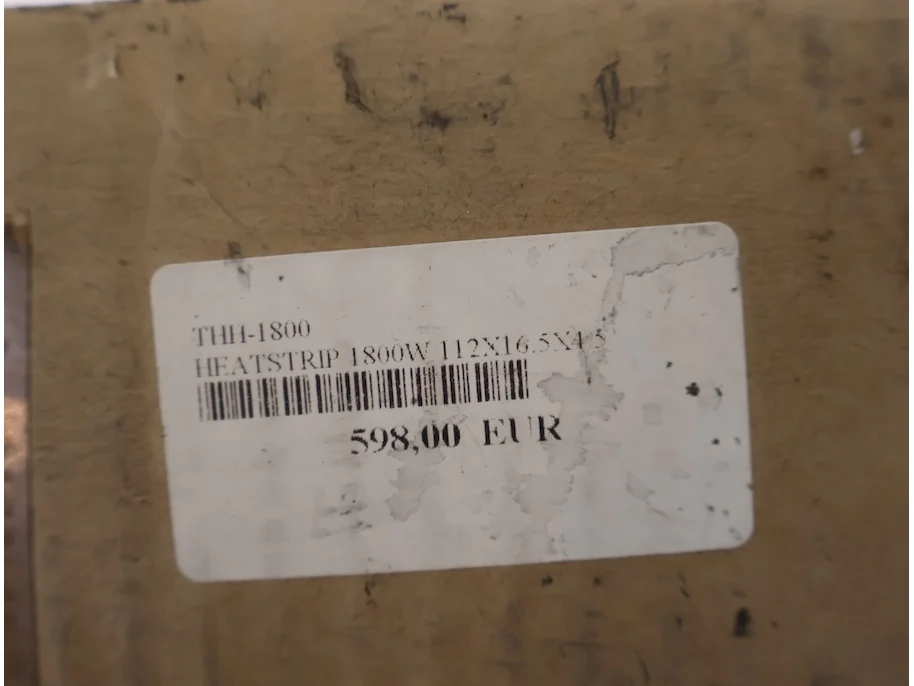 THH-1800
HEATSTRIP 1800W 112X16.5X4.5
598,00 EUR